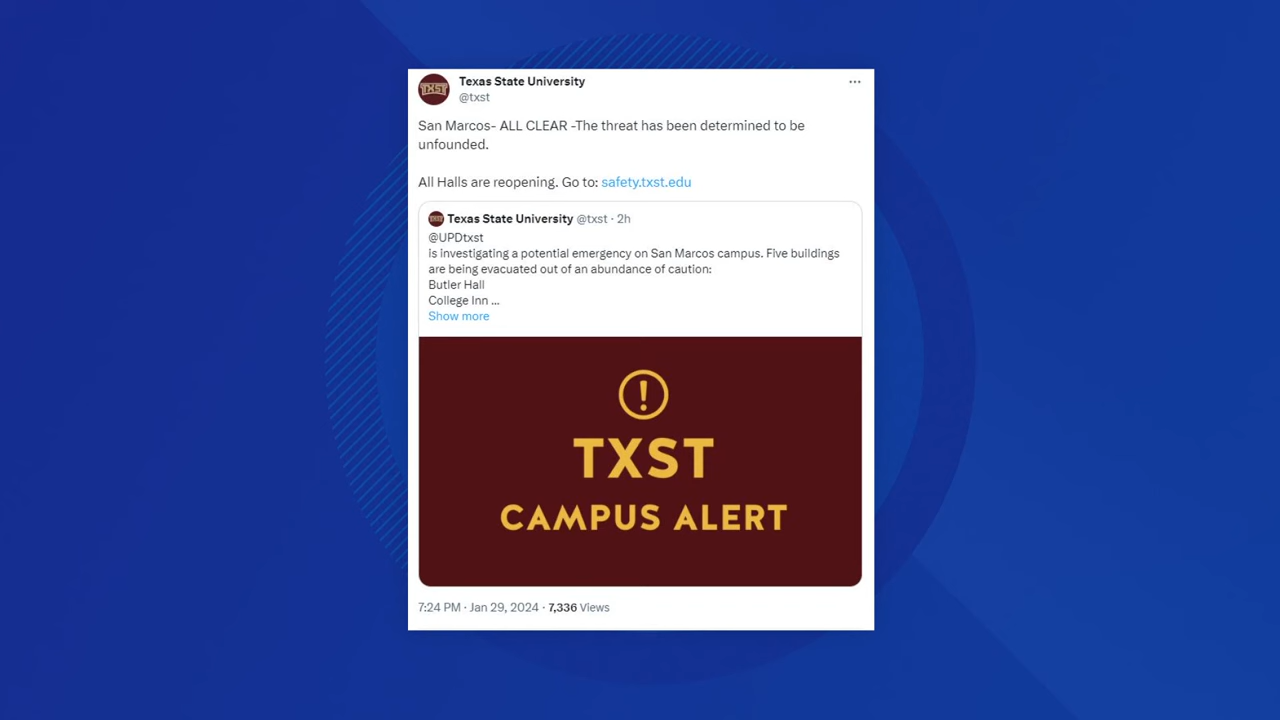 TXST
Texas State University
@txst
...
San Marcos- ALL CLEAR -The threat has been determined to be
unfounded.
All Halls are reopening. Go to: safety.txst.edu
TXST
Texas State University @txst · 2h
@UPDtxst
is investigating a potential emergency on San Marcos campus. Five buildings
are being evacuated out of an abundance of caution:
Butler Hall
College Inn ...
Show more
!
TXST
CAMPUS ALERT
7:24 PM · Jan 29, 2024 · 7,336 Views